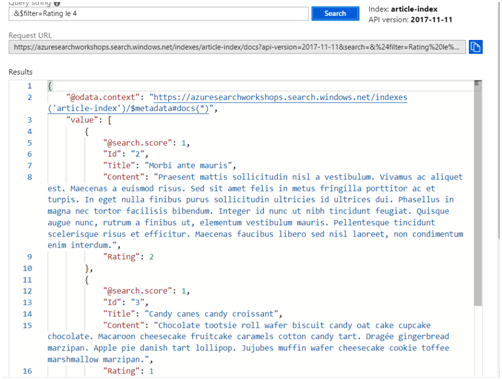 Query string
&$filter=Rating le 4
Search
Index: article-index
API version: 2017-11-11
Request URL
https://azuresearchworkshops.search.windows.net/indexes/article-index/docs?api-version=2017-11-11&search=&%24filter=Rating%20le%...
Results
1 {
2 "@odata.context": "https://azuresearchworkshops.search.windows.net/indexes
('article-index')/$metadata#docs(*)",
3 "value": [
4 {
5 "@search.score": 1,
6 "Id": "2",
7 "Title": "Morbi ante mauris",
8 "Content": "Praesent mattis sollicitudin nisl a vestibulum. Vivamus ac aliquet
est. Maecenas a euismod risus. Sed sit amet felis in metus fringilla porttitor ac et
turpis. In eget nulla finibus purus sollicitudin ultricies id ultrices dui. Phasellus in
magna nec tortor facilisis bibendum. Integer id nunc ut nibh tincidunt feugiat. Quisque
augue nunc, rutrum a finibus ut, elementum vestibulum mauris. Pellentesque tincidunt
scelerisque risus et efficitur. Maecenas faucibus libero sed nisl laoreet, non condimentum
enim interdum.",
9 "Rating": 2
10 },
11 {
12 "@search.score": 1,
13 "Id": "3",
14 "Title": "Candy canes candy croissant",
15 "Content": "Chocolate tootsie roll wafer biscuit candy oat cake cupcake
chocolate. Macaroon cheesecake fruitcake caramels cotton candy tart. Dragée gingerbread
marzipan. Apple pie danish tart lollipop. Jujubes muffin wafer cheesecake cookie toffee
marshmallow marzipan.",
16 "Rating": 1